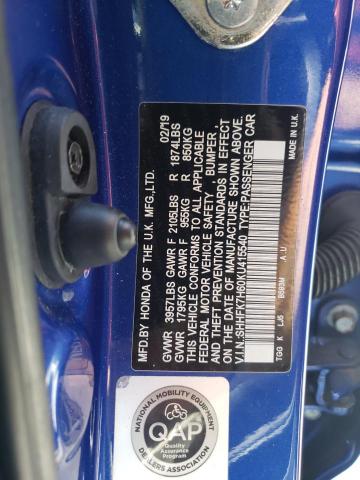 MFD.BY HONDA OF THE U.K. MFG.,LTD. 02/19
GVWR 3957LBS GAWR F 2105LBS R 1874LBS
GVWR 1795KG GAWR F 955KG R 850KG
THIS VEHICLE CONFORMS TO ALL APPLICABLE
FEDERAL MOTOR VEHICLE SAFETY, BUMPER,
AND THEFT PREVENTION STANDARDS IN EFFECT
ON THE DATE OF MANUFACTURE SHOWN ABOVE.
V.I.N.:SHHFK7H60KU415540 TYPE:PASSENGER CAR
TGG K LJ5 B593M A U
MADE IN U.K.
NATIONAL MOBILITY EQUIPMENT
QAP
Quality
Assurance
Program
DEALERS ASSOCIATION